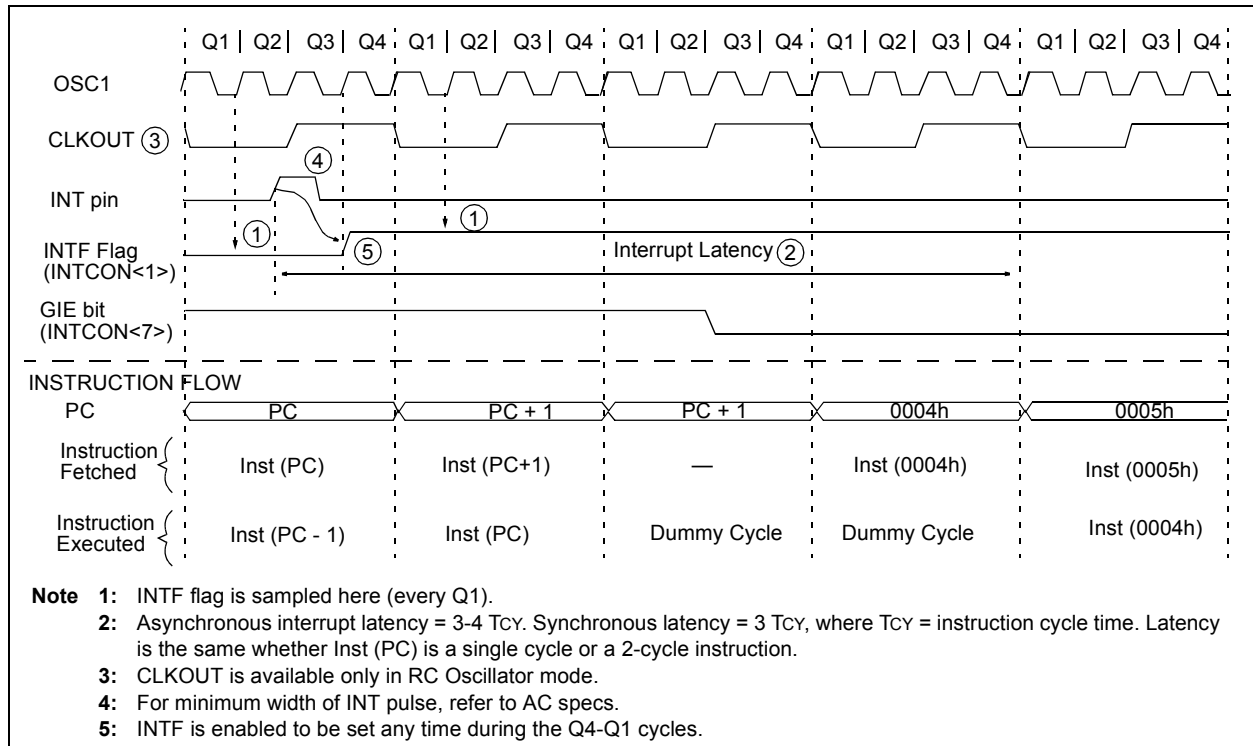 Q1 | Q2 | Q3 | Q4 Q1 | Q2 | Q3 | Q4 Q1 | Q2 | Q3 | Q4 Q1 | Q2 | Q3 | Q4 Q1 | Q2 | Q3 | Q4
OSC1
CLKOUT ③
④
INT pin
① ①
INTF Flag
(INTCON<1>)
⑤ Interrupt Latency ②
GIE bit
(INTCON<7>)
INSTRUCTION FLOW
PC PC PC + 1 PC + 1 0004h 0005h
Instruction
Fetched
Inst (PC) Inst (PC+1) — Inst (0004h) Inst (0005h)
Instruction
Executed
Inst (PC - 1) Inst (PC) Dummy Cycle Dummy Cycle Inst (0004h)
Note 1: INTF flag is sampled here (every Q1).
2: Asynchronous interrupt latency = 3-4 TCY. Synchronous latency = 3 TCY, where TCY = instruction cycle time. Latency
is the same whether Inst (PC) is a single cycle or a 2-cycle instruction.
3: CLKOUT is available only in RC Oscillator mode.
4: For minimum width of INT pulse, refer to AC specs.
5: INTF is enabled to be set any time during the Q4-Q1 cycles.